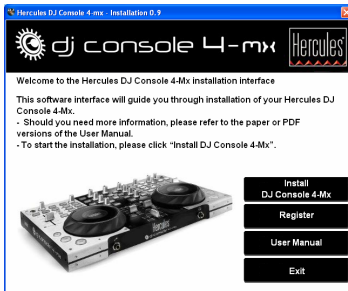 Hercules DJ Console 4-mx - Installation 0.9
dj console 4-mx Hercules
Welcome to the Hercules DJ Console 4-Mx installation interface
This software interface will guide you through installation of your Hercules DJ
Console 4-Mx.
- Should you need more information, please refer to the paper or PDF
versions of the User Manual.
- To start the installation, please click “Install DJ Console 4-Mx”.
Install
DJ Console 4-Mx
Register
User Manual
Exit
Hercules